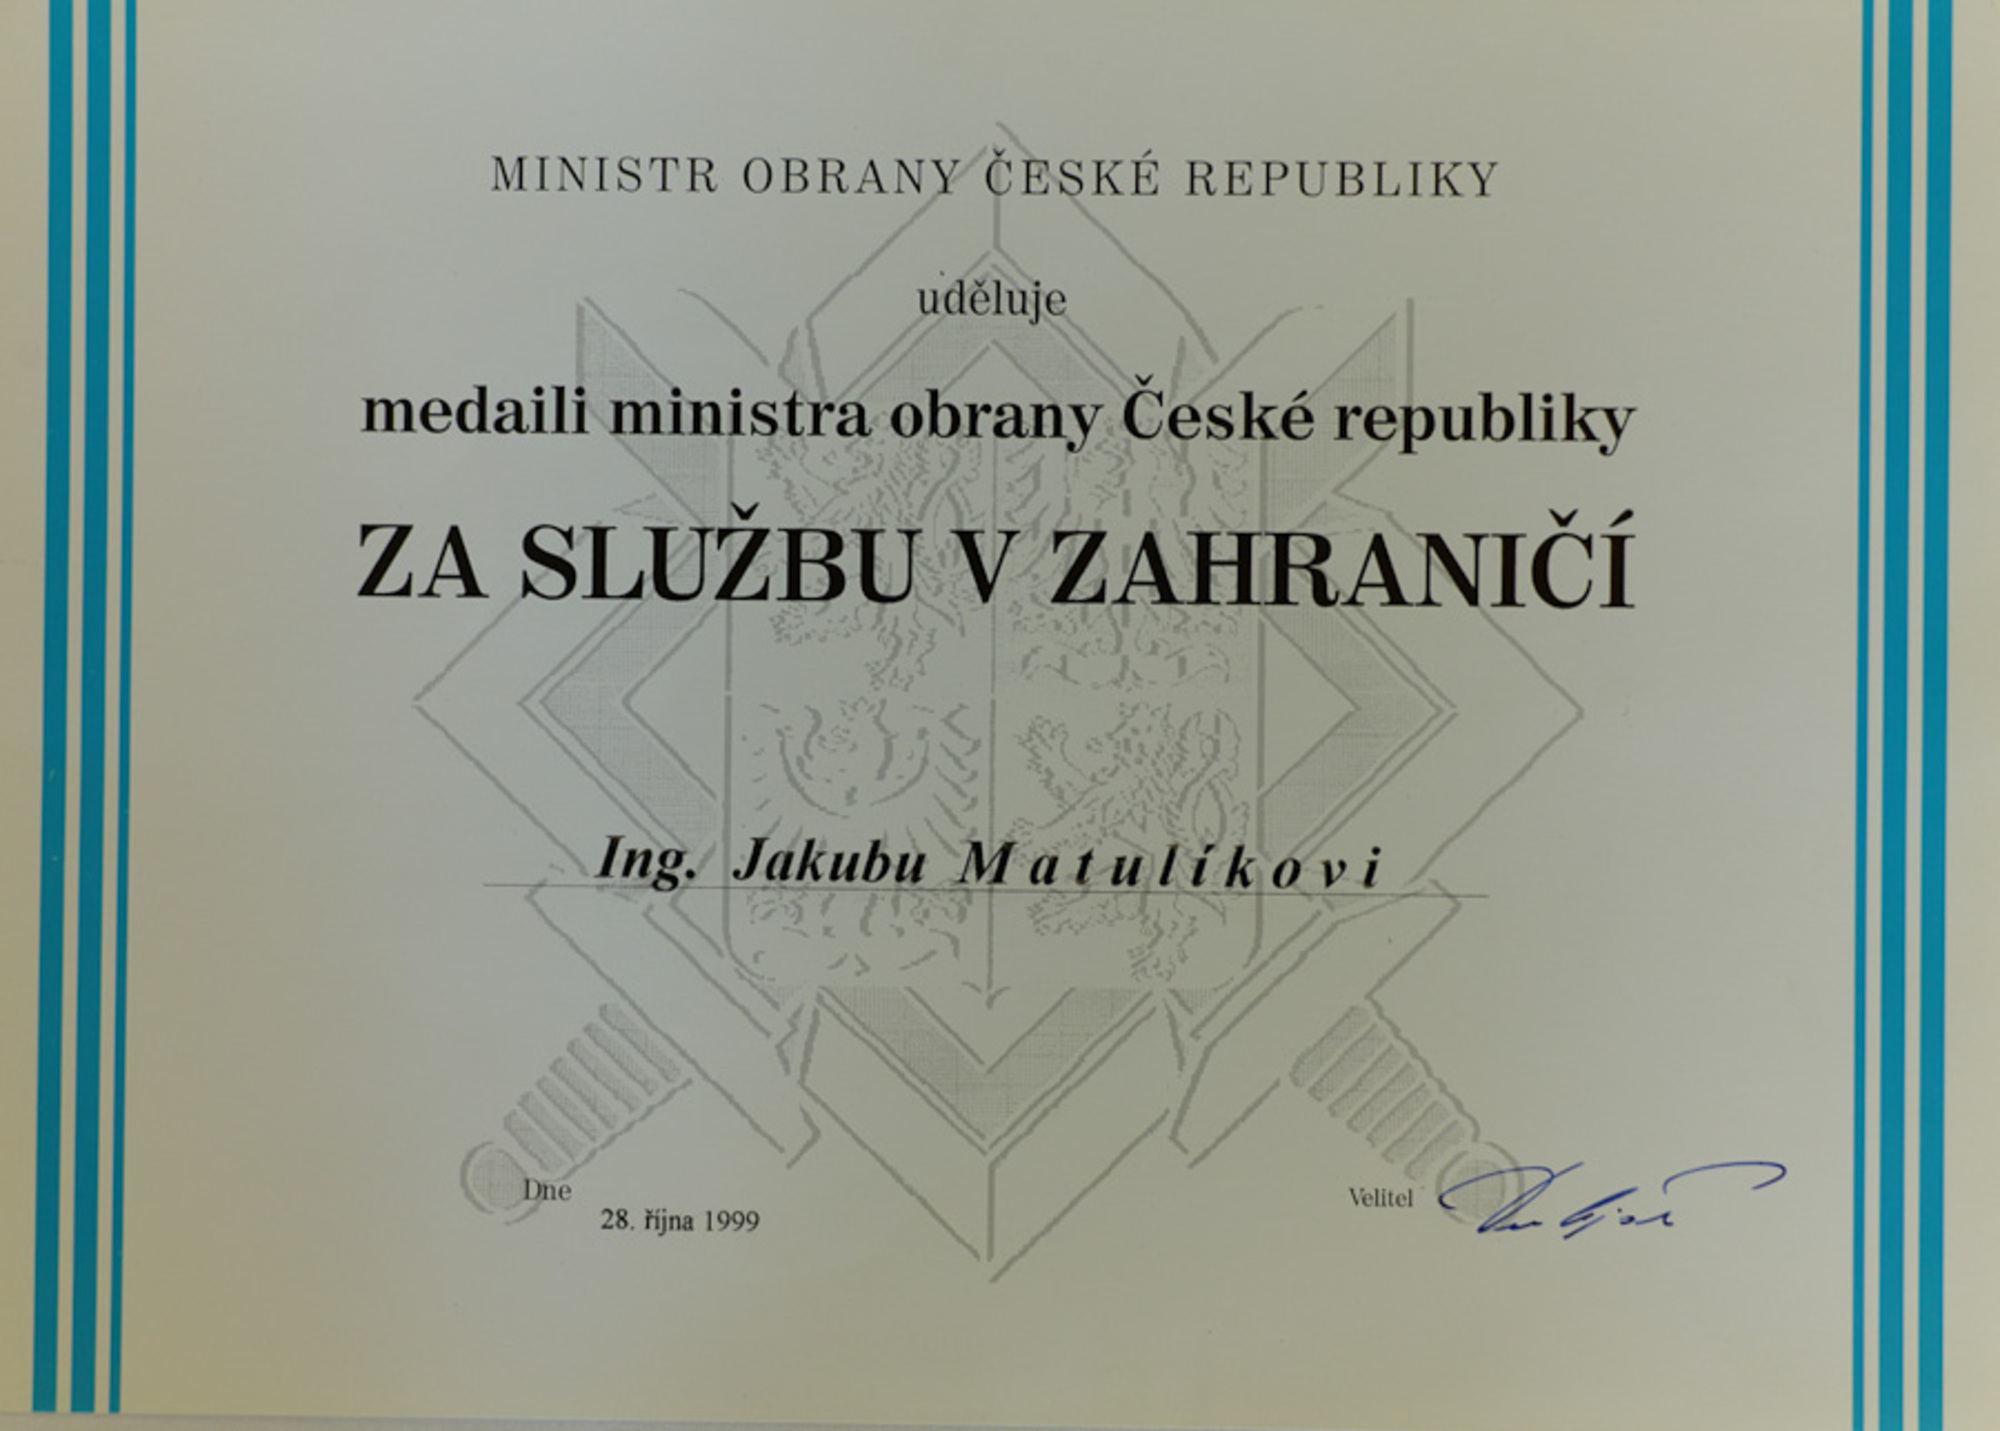 MINISTR OBRANY ČESKÉ REPUBLIKY
uděluje
medaili ministra obrany České republiky
ZA SLUŽBU V ZAHRANIČÍ
Ing. Jakubu Matulíkovi
Dne
28. října 1999
Velitel